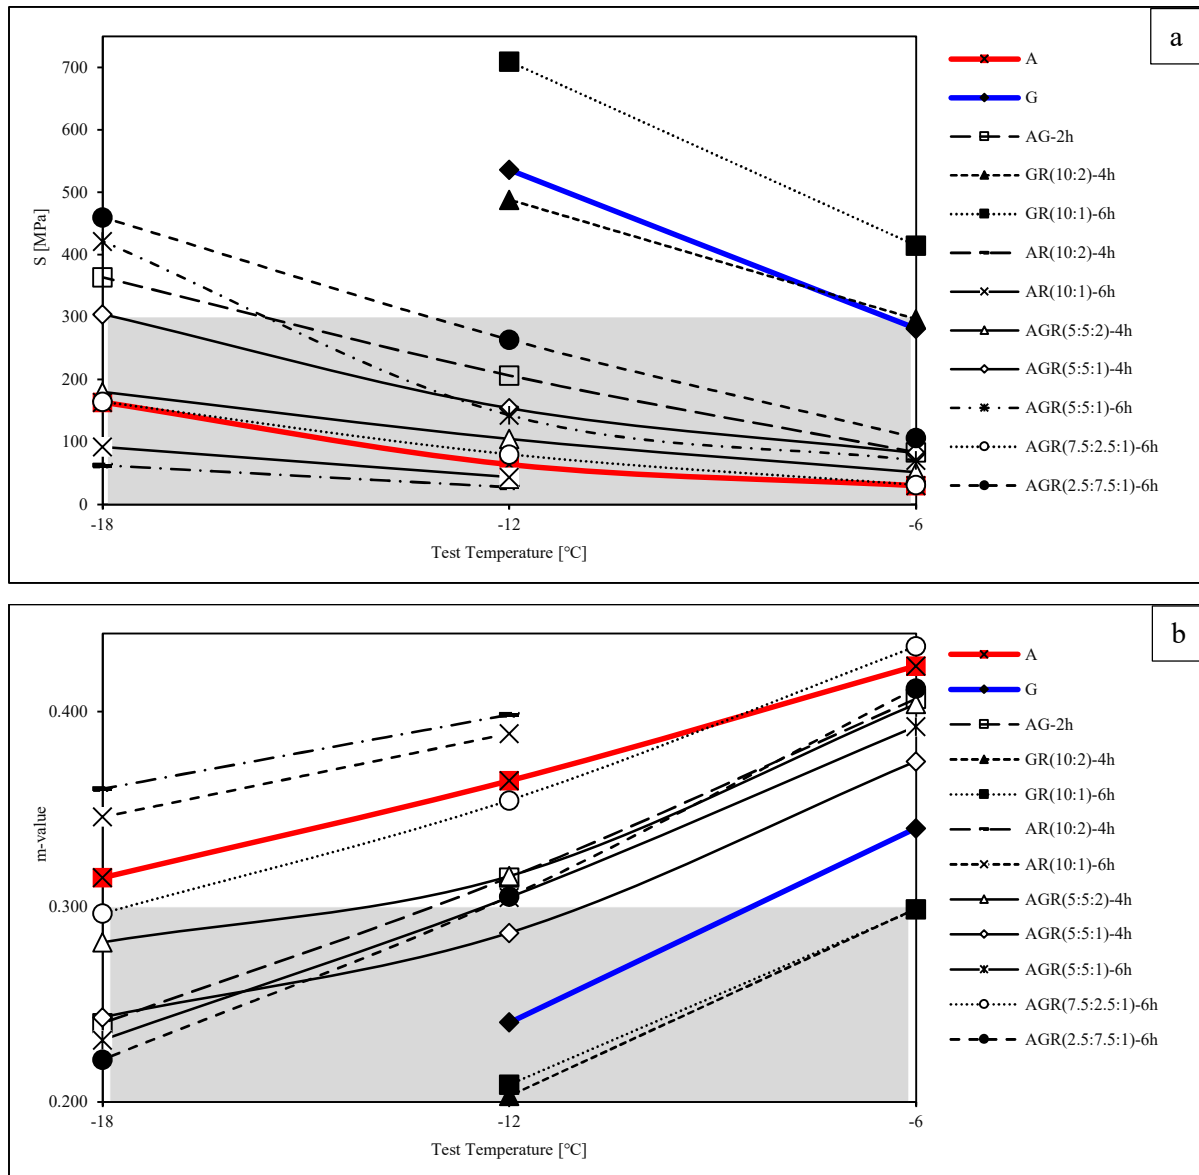 a
700
600
500
400
300
200
100
0
S [MPa]
-18
-12
-6
Test Temperature [°C]
A
G
AG-2h
GR(10:2)-4h
GR(10:1)-6h
AR(10:2)-4h
AR(10:1)-6h
AGR(5:5:2)-4h
AGR(5:5:1)-4h
AGR(5:5:1)-6h
AGR(7.5:2.5:1)-6h
AGR(2.5:7.5:1)-6h
b
0.400
0.300
0.200
m-value
-18
-12
-6
Test Temperature [°C]
A
G
AG-2h
GR(10:2)-4h
GR(10:1)-6h
AR(10:2)-4h
AR(10:1)-6h
AGR(5:5:2)-4h
AGR(5:5:1)-4h
AGR(5:5:1)-6h
AGR(7.5:2.5:1)-6h
AGR(2.5:7.5:1)-6h